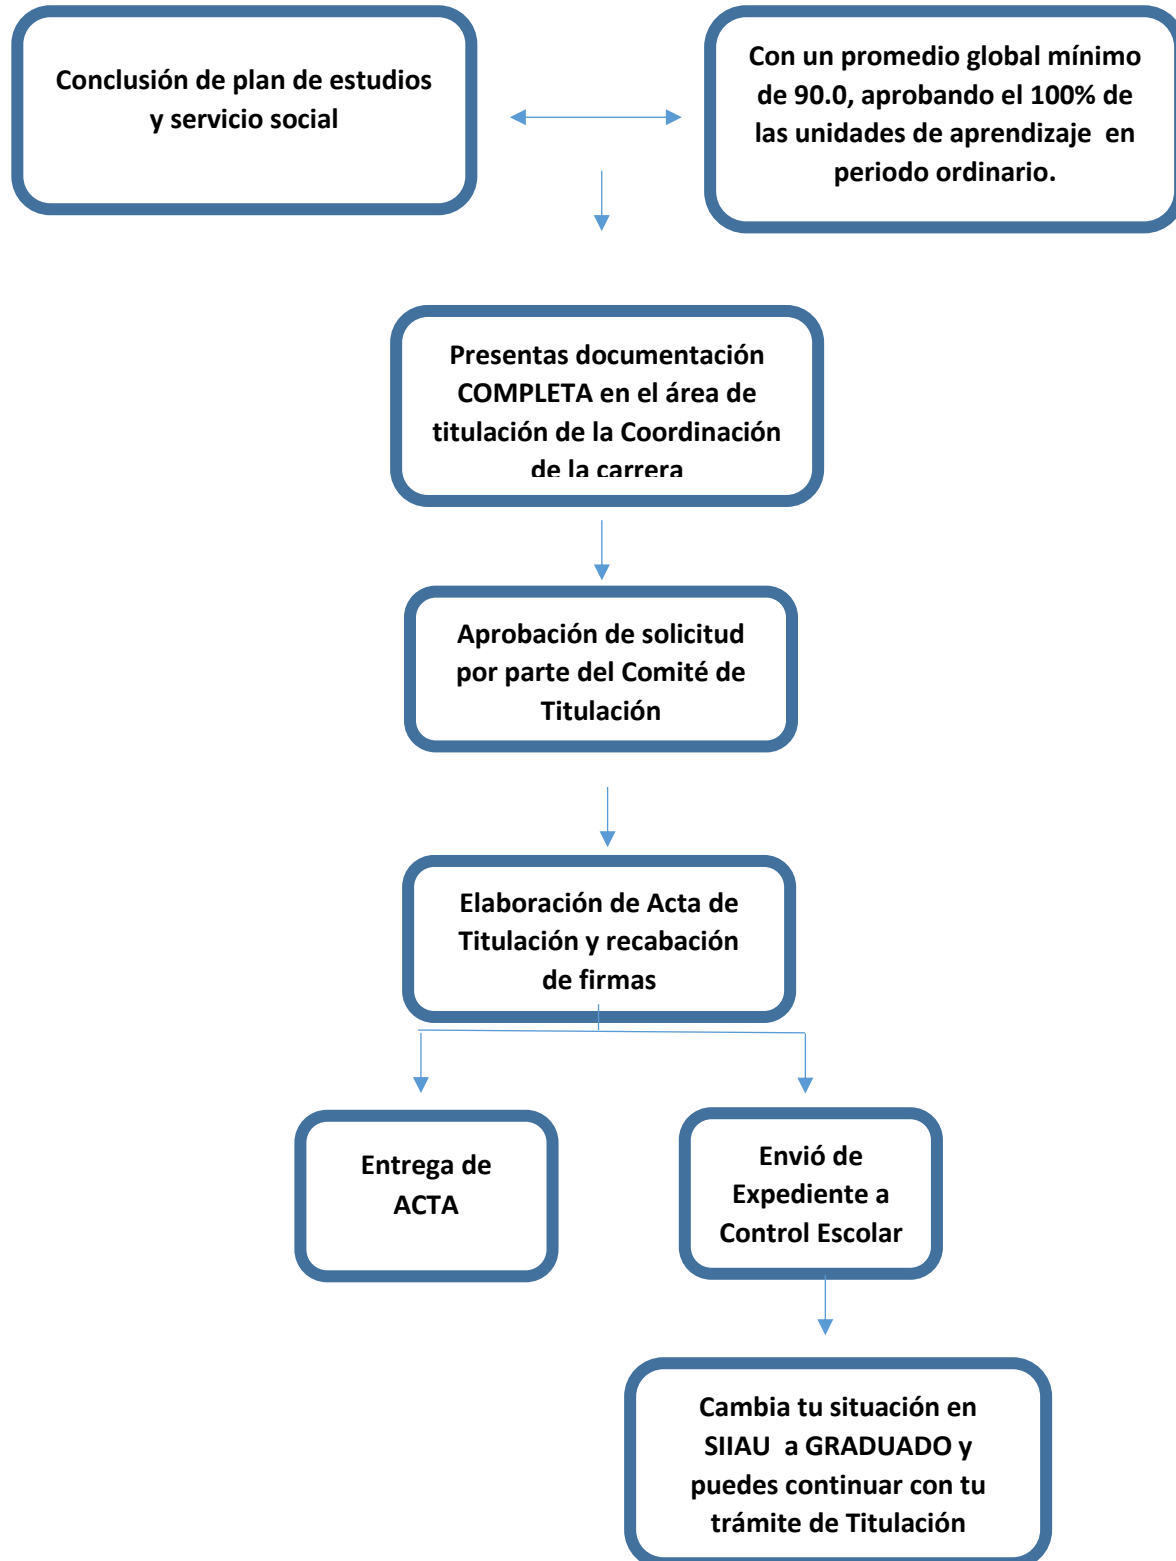 Conclusión de plan de estudios
y servicio social
Con un promedio global mínimo
de 90.0, aprobando el 100% de
las unidades de aprendizaje en
periodo ordinario.
Presentas documentación
COMPLETA en el área de
titulación de la Coordinación
de la carrera
Aprobación de solicitud
por parte del Comité de
Titulación
Elaboración de Acta de
Titulación y recabación
de firmas
Entrega de
ACTA
Envió de
Expediente a
Control Escolar
Cambia tu situación en
SIIAU a GRADUADO y
puedes continuar con tu
trámite de Titulación